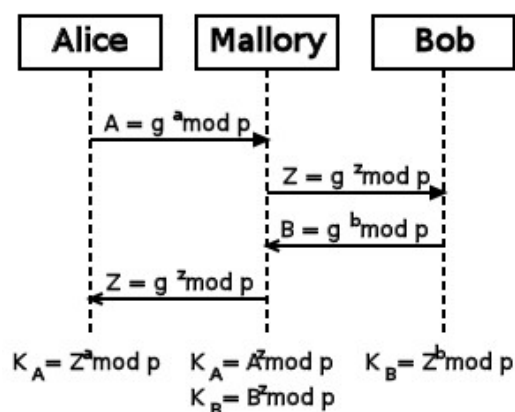 Alice Mallory Bob
A = g ᵃmod p
Z = g ᶻmod p
B = g ᵇmod p
Z = g ᶻmod p
K_A = Zᵃmod p K_A = Aᶻmod p K_B = Zᵇmod p
K_B = Bᶻmod p